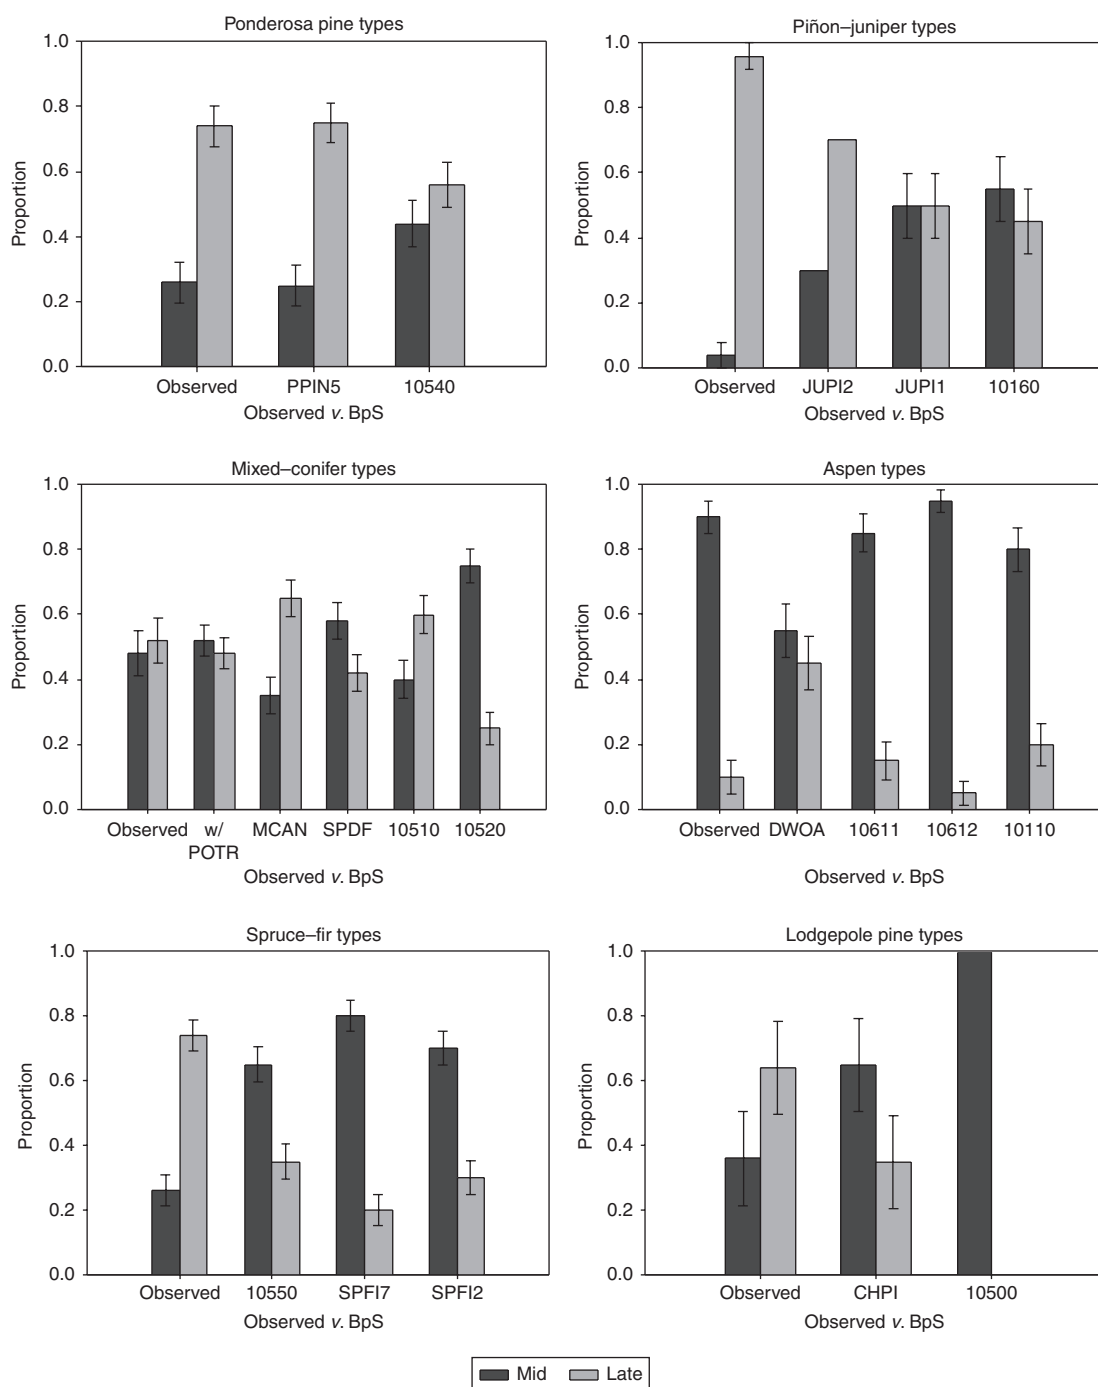 Ponderosa pine types
1.0
0.8
0.6
0.4
0.2
0.0
Proportion
Observed PPIN5 10540
Observed v. BpS
Piñon–juniper types
1.0
0.8
0.6
0.4
0.2
0.0
Proportion
Observed JUPI2 JUPI1 10160
Observed v. BpS
Mixed–conifer types
1.0
0.8
0.6
0.4
0.2
0.0
Proportion
Observed w/ MCAN SPDF 10510 10520
POTR
Observed v. BpS
Aspen types
1.0
0.8
0.6
0.4
0.2
0.0
Proportion
Observed DWOA 10611 10612 10110
Observed v. BpS
Spruce–fir types
1.0
0.8
0.6
0.4
0.2
0.0
Proportion
Observed 10550 SPFI7 SPFI2
Observed v. BpS
Lodgepole pine types
1.0
0.8
0.6
0.4
0.2
0.0
Proportion
Observed CHPI 10500
Observed v. BpS
Mid Late